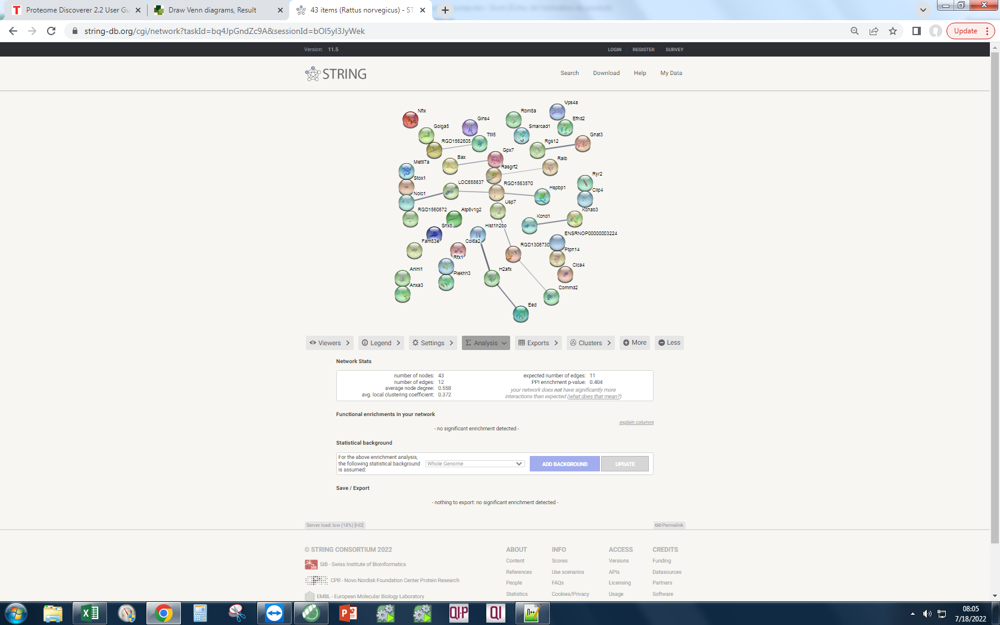 Proteome Discoverer 2.2 User Gu
Draw Venn diagrams, Result
43 items (Rattus norvegicus) - ST
string-db.org/cgi/network?taskId=bq4JpGndZc9A&sessionId=bOI5yI3JyWek
Update
Version: 11.5
LOGIN
REGISTER
SURVEY
STRING
Search
Download
Help
My Data
Vps4a
Nfix
Rbm8a
Gins4
Efhd2
Golga5
Smarcad1
Ttll5
Gnat3
RGD1562608
Rgs12
Gpx7
Bax
Ralb
Mettl7a
Rasgrf2
Ryr2
Stox1
LOC688637
RGD1563570
Hspbp1
Clip4
Nolc1
Usp7
RGD1560672
Atp6v1g2
Kcnab3
Kcnd1
Snx8
Hist1h2bo
ENSRNOP00000003224
Fam83e
Col6a2
RGD1306730
Ptpn14
Rfx1
Clca4
Anln1
Plekhh3
H2afx
Anxa3
Commd2
Eed
Viewers
Legend
Settings
Analysis
Exports
Clusters
More
Less
Network Stats
number of nodes: 43
number of edges: 12
average node degree: 0.558
avg. local clustering coefficient: 0.372
expected number of edges: 11
PPI enrichment p-value: 0.404
your network does not have significantly more
interactions than expected (what does that mean?)
Functional enrichments in your network
explain columns
- no significant enrichment detected -
Statistical background
For the above enrichment analysis,
the following statistical background
is assumed:
Whole Genome
ADD BACKGROUND
UPDATE
Save / Export
- nothing to export: no significant enrichment detected -
Server load: low (18%) [HD]
Permalink
© STRING CONSORTIUM 2022
SIB - Swiss Institute of Bioinformatics
CPR - Novo Nordisk Foundation Center Protein Research
EMBL - European Molecular Biology Laboratory
ABOUT
Content
References
People
Statistics
INFO
Scores
Use scenarios
FAQs
Cookies/Privacy
ACCESS
Versions
APIs
Licensing
Usage
CREDITS
Funding
Datasources
Partners
Software
QI-P
QI
08:05
7/18/2022